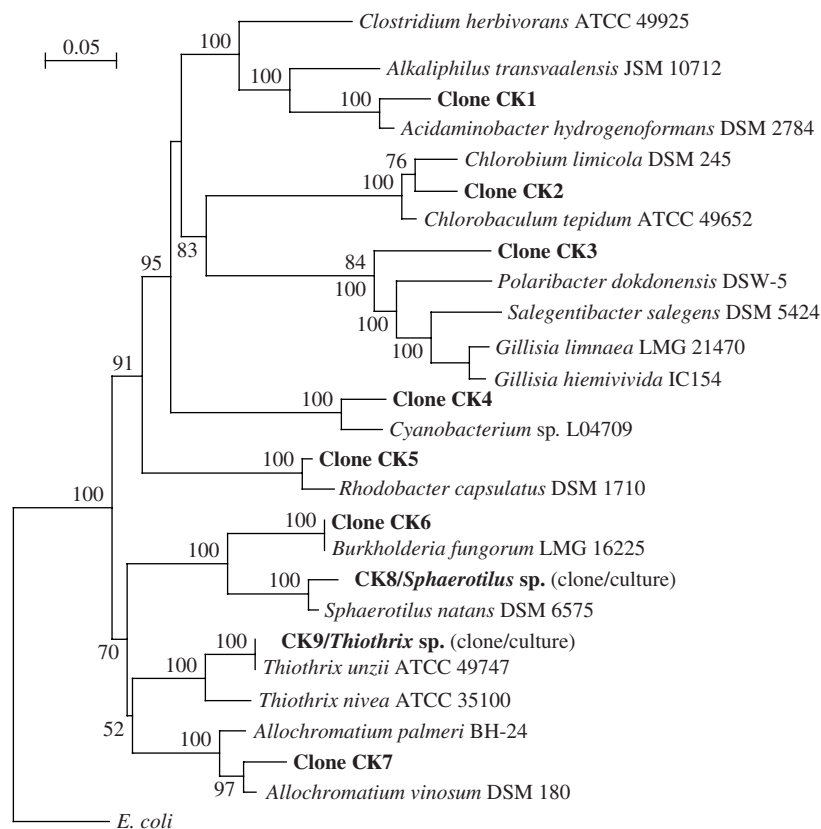 Clostridium herbivorans ATCC 49925
0.05
100
Alkaliphilus transvaalensis JSM 10712
100
100
Clone CK1
Acidaminobacter hydrogenoformans DSM 2784
76
Chlorobium limicola DSM 245
100
Clone CK2
Chlorobaculum tepidum ATCC 49652
83
Clone CK3
95
84
100
Polaribacter dokdonensis DSW-5
100
Salegentibacter salegens DSM 5424
100
Gillisia limnaea LMG 21470
91
Gillisia hiemivivida IC154
100
Clone CK4
Cyanobacterium sp. L04709
100
Clone CK5
Rhodobacter capsulatus DSM 1710
100
100
Clone CK6
Burkholderia fungorum LMG 16225
100
100
CK8/Sphaerotilus sp. (clone/culture)
Sphaerotilus natans DSM 6575
100
CK9/Thiothrix sp. (clone/culture)
70
100
Thiothrix unzii ATCC 49747
Thiothrix nivea ATCC 35100
52
100
Allochromatium palmeri BH-24
Clone CK7
97
Allochromatium vinosum DSM 180
E. coli